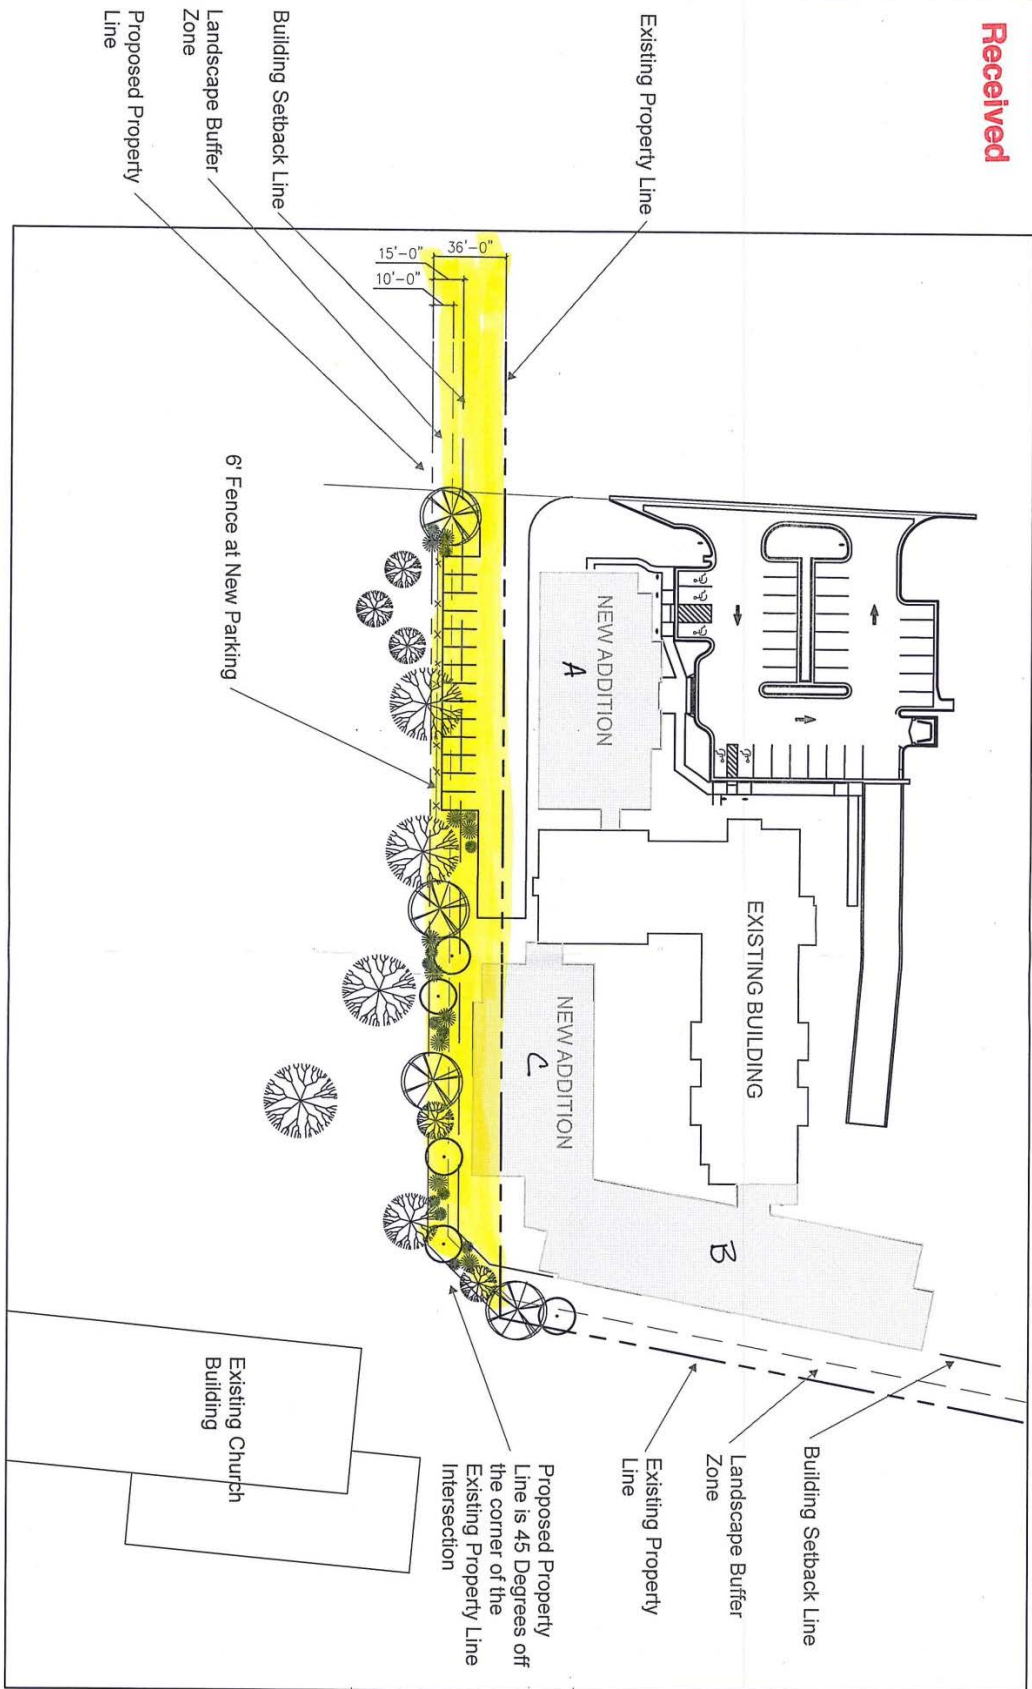 Received
Existing Property Line
Building Setback Line
Landscape Buffer
Zone
Proposed Property
Line
36'-0"
15'-0"
10'-0"
6' Fence at New Parking
NEW ADDITION
A
EXISTING BUILDING
NEW ADDITION
C
B
Building Setback Line
Landscape Buffer
Zone
Existing Property
Line
Proposed Property
Line is 45 Degrees off
the corner of the
Existing Property Line
Intersection
Existing Church
Building